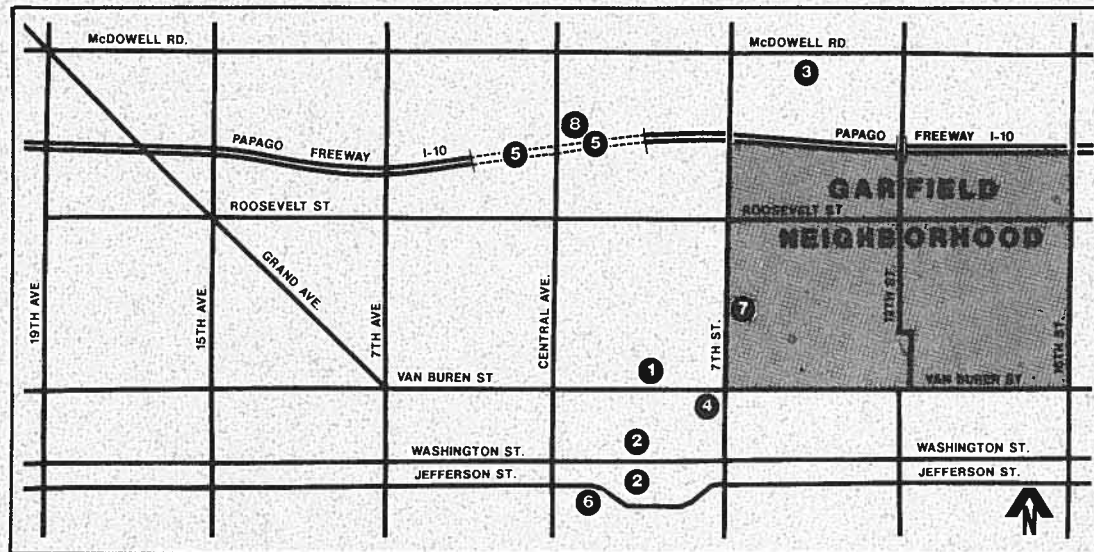 McDOWELL RD.
McDOWELL RD.
3
8
5
5
PAPAGO FREEWAY I-10
PAPAGO FREEWAY I-10
GARFIELD
ROOSEVELT ST.
ROOSEVELT ST.
NEIGHBORHOOD
GRAND AVE.
19TH AVE.
15TH AVE.
7TH AVE.
CENTRAL AVE.
7TH ST.
7
12TH ST.
16TH ST.
VAN BUREN ST.
1
VAN BUREN ST.
4
WASHINGTON ST.
2
WASHINGTON ST.
JEFFERSON ST.
2
JEFFERSON ST.
6
N